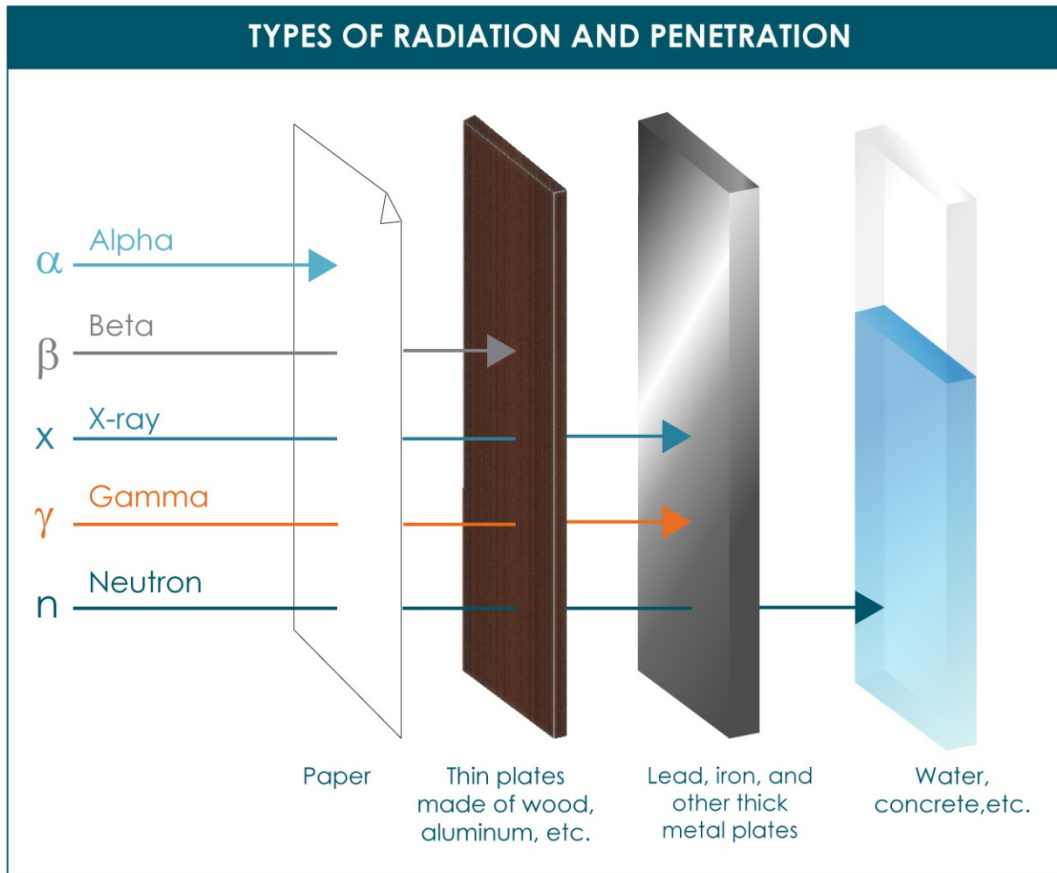 TYPES OF RADIATION AND PENETRATION
α Alpha
β Beta
x X-ray
γ Gamma
n Neutron
Paper
Thin plates
made of wood,
aluminum, etc.
Lead, iron, and
other thick
metal plates
Water,
concrete,etc.